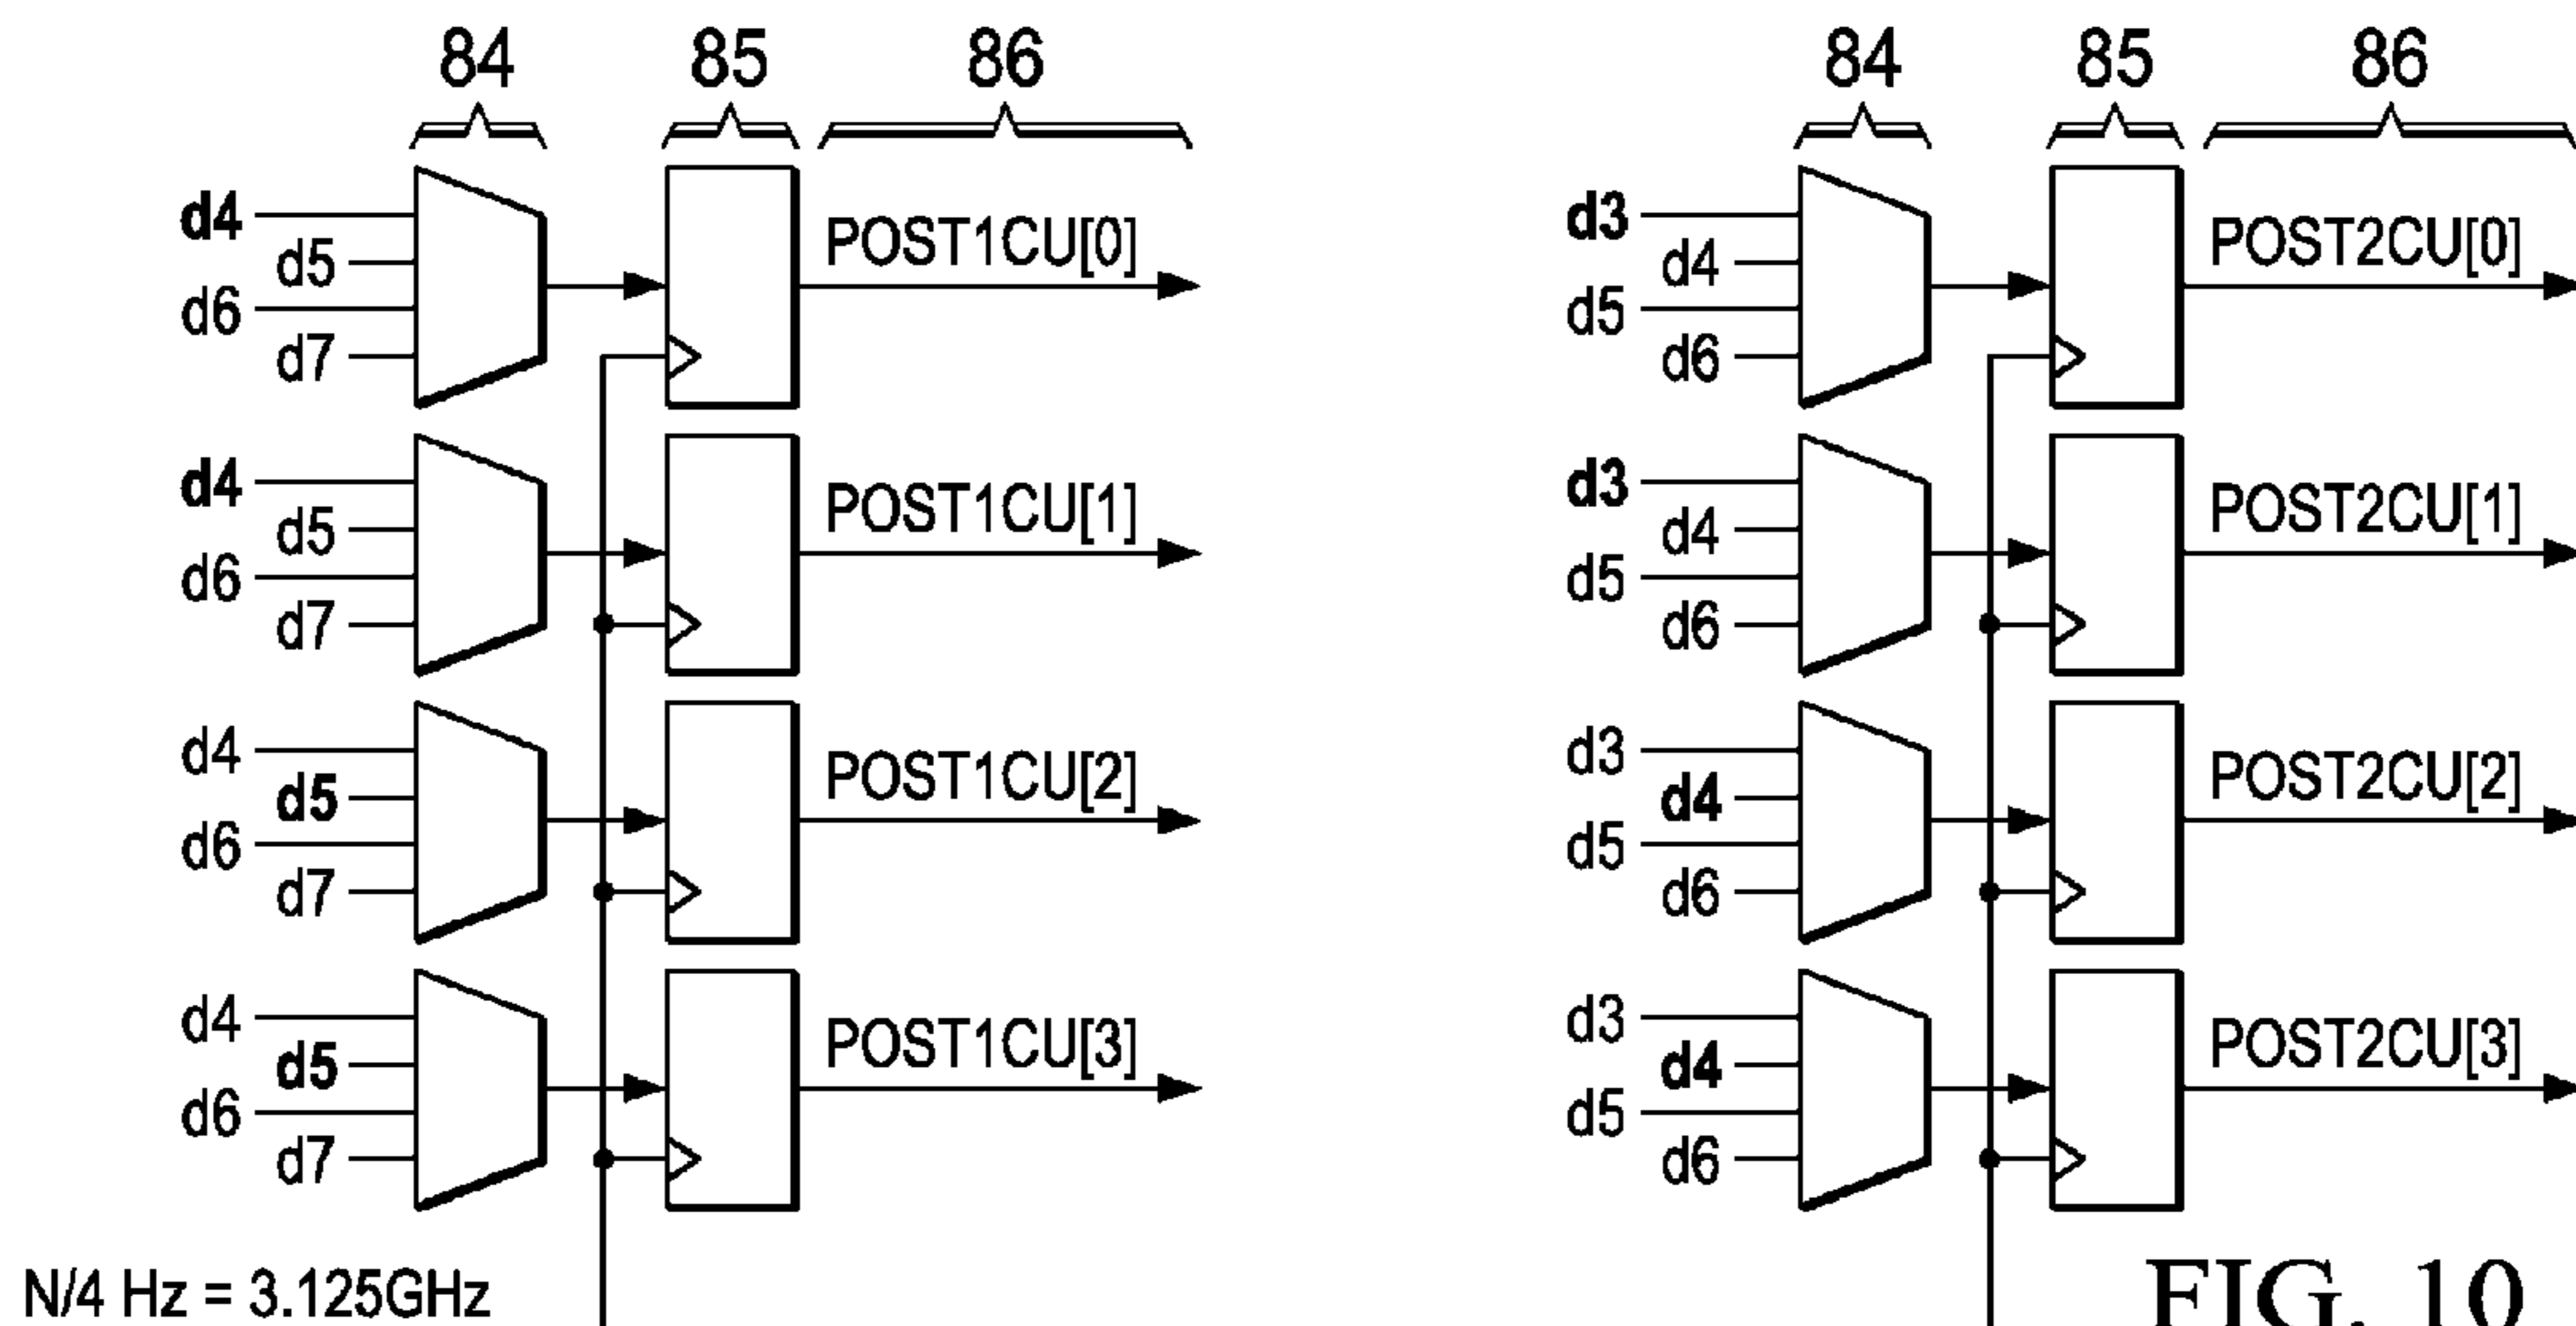 84 85 86
d4
d5
d6
d7
POST1CU[0]
d4
d5
d6
d7
POST1CU[1]
d4
d5
d6
d7
POST1CU[2]
d4
d5
d6
d7
POST1CU[3]
N/4 Hz = 3.125GHz
84 85 86
d3
d4
d5
d6
POST2CU[0]
d3
d4
d5
d6
POST2CU[1]
d3
d4
d5
d6
POST2CU[2]
d3
d4
d5
d6
POST2CU[3]
FIG. 10